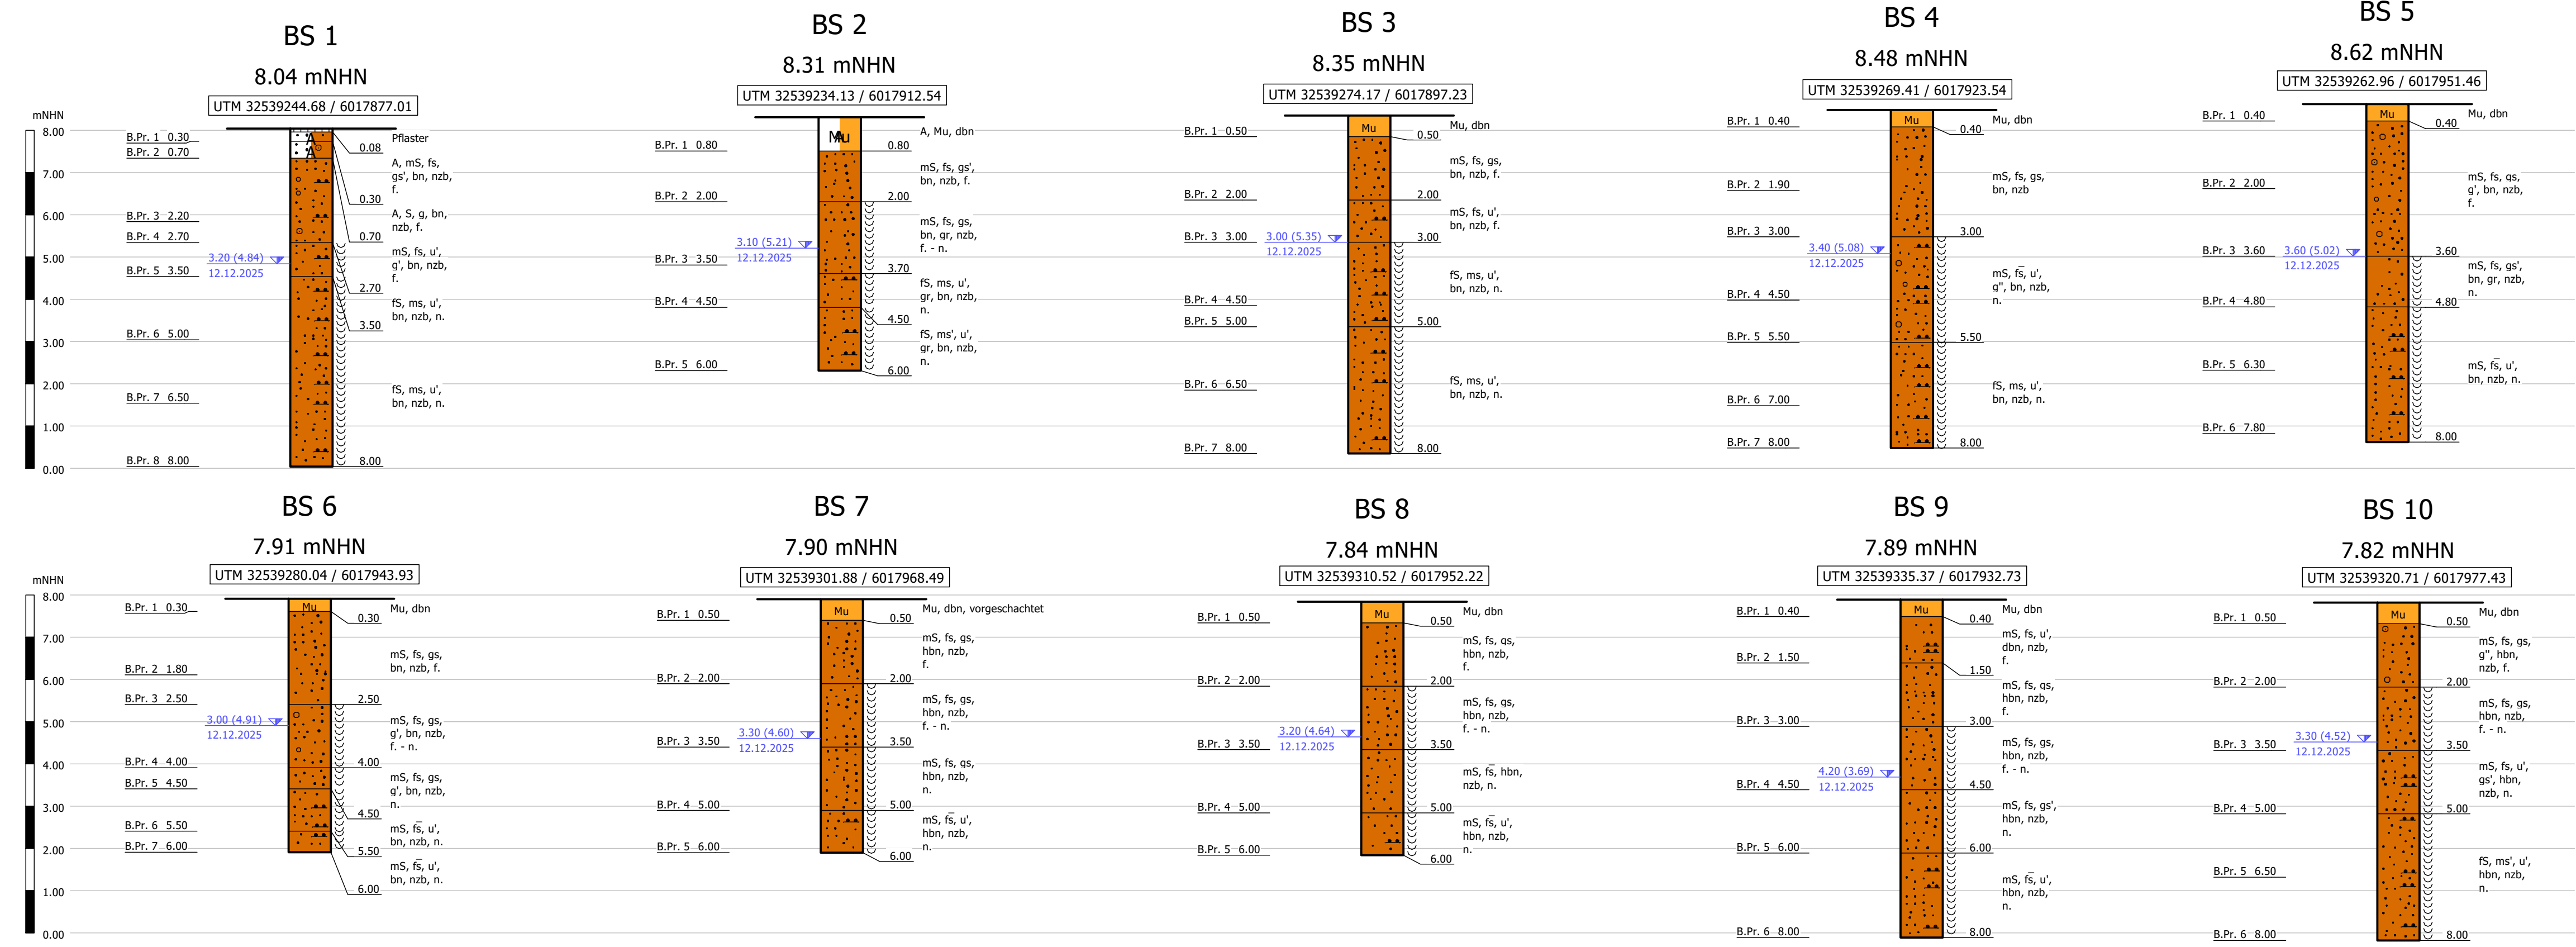 BS 1
8.04 mNHN
UTM 32539244.68 / 6017877.01
mNHN
8.00
7.00
6.00
5.00
4.00
3.00
2.00
1.00
0.00
B.Pr. 1 0.30
B.Pr. 2 0.70
B.Pr. 3 2.20
B.Pr. 4 2.70
3.20 (4.84)
12.12.2025
B.Pr. 5 3.50
B.Pr. 6 5.00
B.Pr. 7 6.50
B.Pr. 8 8.00
A
A
0.08
0.30
0.70
2.70
3.50
8.00
Pflaster
A, mS, fs,
gs', bn, nzb,
f.
A, S, g, bn,
nzb, f.
mS, fs, u',
g', bn, nzb,
f.
fS, ms, u',
bn, nzb, n.
fS, ms, u',
bn, nzb, n.
BS 2
8.31 mNHN
UTM 32539234.13 / 6017912.54
B.Pr. 1 0.80
B.Pr. 2 2.00
3.10 (5.21)
12.12.2025
B.Pr. 3 3.50
B.Pr. 4 4.50
B.Pr. 5 6.00
Mu
A
0.80
2.00
3.70
4.50
6.00
A, Mu, dbn
mS, fs, gs',
bn, nzb, f.
mS, fs, gs,
bn, gr, nzb,
f. - n.
fS, ms, u',
gr, bn, nzb,
n.
fS, ms', u',
gr, bn, nzb,
n.
BS 3
8.35 mNHN
UTM 32539274.17 / 6017897.23
B.Pr. 1 0.50
B.Pr. 2 2.00
B.Pr. 3 3.00
3.00 (5.35)
12.12.2025
B.Pr. 4 4.50
B.Pr. 5 5.00
B.Pr. 6 6.50
B.Pr. 7 8.00
Mu
0.50
2.00
3.00
5.00
8.00
Mu, dbn
mS, fs, gs,
bn, nzb, f.
mS, fs, u',
bn, nzb, f.
fS, ms, u',
bn, nzb, n.
fS, ms, u',
bn, nzb, n.
BS 4
8.48 mNHN
UTM 32539269.41 / 6017923.54
B.Pr. 1 0.40
B.Pr. 2 1.90
B.Pr. 3 3.00
3.40 (5.08)
12.12.2025
B.Pr. 4 4.50
B.Pr. 5 5.50
B.Pr. 6 7.00
B.Pr. 7 8.00
Mu
0.40
3.00
5.50
8.00
Mu, dbn
mS, fs, gs,
bn, nzb
mS, fs̅, u',
g'', bn, nzb,
n.
fS, ms, u',
bn, nzb, n.
BS 5
8.62 mNHN
UTM 32539262.96 / 6017951.46
B.Pr. 1 0.40
B.Pr. 2 2.00
B.Pr. 3 3.60
3.60 (5.02)
12.12.2025
B.Pr. 4 4.80
B.Pr. 5 6.30
B.Pr. 6 7.80
Mu
0.40
3.60
4.80
8.00
Mu, dbn
mS, fs, gs,
g', bn, nzb,
f.
mS, fs, gs',
bn, gr, nzb,
n.
mS, fs̅, u',
bn, nzb, n.
BS 6
7.91 mNHN
UTM 32539280.04 / 6017943.93
mNHN
8.00
7.00
6.00
5.00
4.00
3.00
2.00
1.00
0.00
B.Pr. 1 0.30
B.Pr. 2 1.80
B.Pr. 3 2.50
3.00 (4.91)
12.12.2025
B.Pr. 4 4.00
B.Pr. 5 4.50
B.Pr. 6 5.50
B.Pr. 7 6.00
Mu
0.30
2.50
4.00
4.50
5.50
6.00
Mu, dbn
mS, fs, gs,
bn, nzb, f.
mS, fs, gs,
g', bn, nzb,
f. - n.
mS, fs, gs,
g', bn, nzb,
n.
mS, fs̅, u',
bn, nzb, n.
mS, fs̅, u',
bn, nzb, n.
BS 7
7.90 mNHN
UTM 32539301.88 / 6017968.49
B.Pr. 1 0.50
B.Pr. 2 2.00
3.30 (4.60)
12.12.2025
B.Pr. 3 3.50
B.Pr. 4 5.00
B.Pr. 5 6.00
Mu
0.50
2.00
3.50
5.00
6.00
Mu, dbn, vorgeschachtet
mS, fs, gs,
hbn, nzb,
f.
mS, fs, gs,
hbn, nzb,
f. - n.
mS, fs, gs,
hbn, nzb,
n.
mS, fs̅, u',
hbn, nzb,
n.
BS 8
7.84 mNHN
UTM 32539310.52 / 6017952.22
B.Pr. 1 0.50
B.Pr. 2 2.00
3.20 (4.64)
12.12.2025
B.Pr. 3 3.50
B.Pr. 4 5.00
B.Pr. 5 6.00
Mu
0.50
2.00
3.50
5.00
6.00
Mu, dbn
mS, fs, gs,
hbn, nzb,
f.
mS, fs, gs,
hbn, nzb,
f. - n.
mS, fs̅, hbn,
nzb, n.
mS, fs̅, u',
hbn, nzb,
n.
BS 9
7.89 mNHN
UTM 32539335.37 / 6017932.73
B.Pr. 1 0.40
B.Pr. 2 1.50
B.Pr. 3 3.00
4.20 (3.69)
12.12.2025
B.Pr. 4 4.50
B.Pr. 5 6.00
B.Pr. 6 8.00
Mu
0.40
1.50
3.00
4.50
6.00
8.00
Mu, dbn
mS, fs, u',
dbn, nzb,
f.
mS, fs, gs,
hbn, nzb,
f.
mS, fs, gs,
hbn, nzb,
f. - n.
mS, fs, gs',
hbn, nzb,
n.
mS, fs̅, u',
hbn, nzb,
n.
BS 10
7.82 mNHN
UTM 32539320.71 / 6017977.43
B.Pr. 1 0.50
B.Pr. 2 2.00
3.30 (4.52)
12.12.2025
B.Pr. 3 3.50
B.Pr. 4 5.00
B.Pr. 5 6.50
B.Pr. 6 8.00
Mu
0.50
2.00
3.50
5.00
8.00
Mu, dbn
mS, fs, gs,
g'', hbn,
nzb, f.
mS, fs, gs,
hbn, nzb,
f. - n.
mS, fs, u',
gs', hbn,
nzb, n.
fS, ms', u',
hbn, nzb,
n.